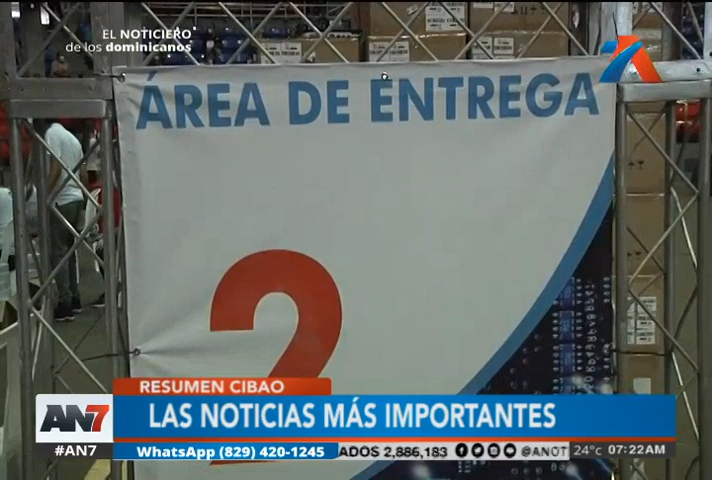 EL NOTICIERO
de los dominicanos
ÁREA DE ENTREGA
2
RESUMEN CIBAO
AN7
LAS NOTICIAS MÁS IMPORTANTES
#AN7
WhatsApp (829) 420-1245
ADOS 2,886,183
@AN07
24°c
07:22AM